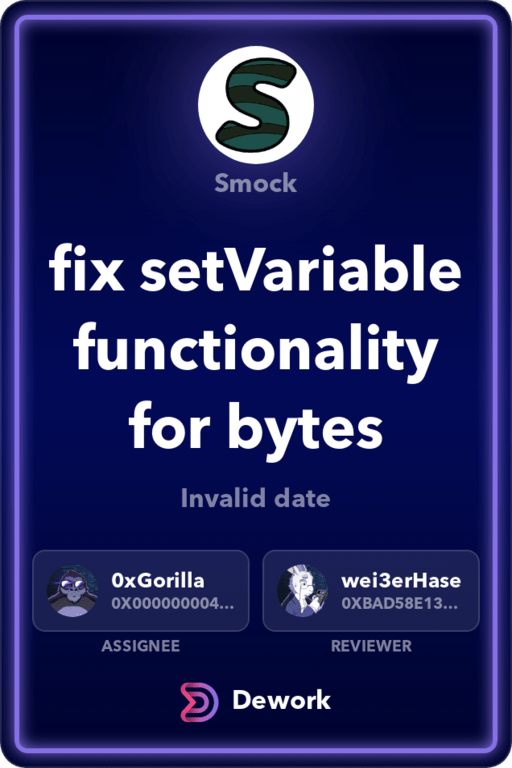 S
Smock
fix setVariable
functionality
for bytes
Invalid date
0xGorilla
0X000000004...
ASSIGNEE
wei3erHase
0XBAD58E13...
REVIEWER
Dework